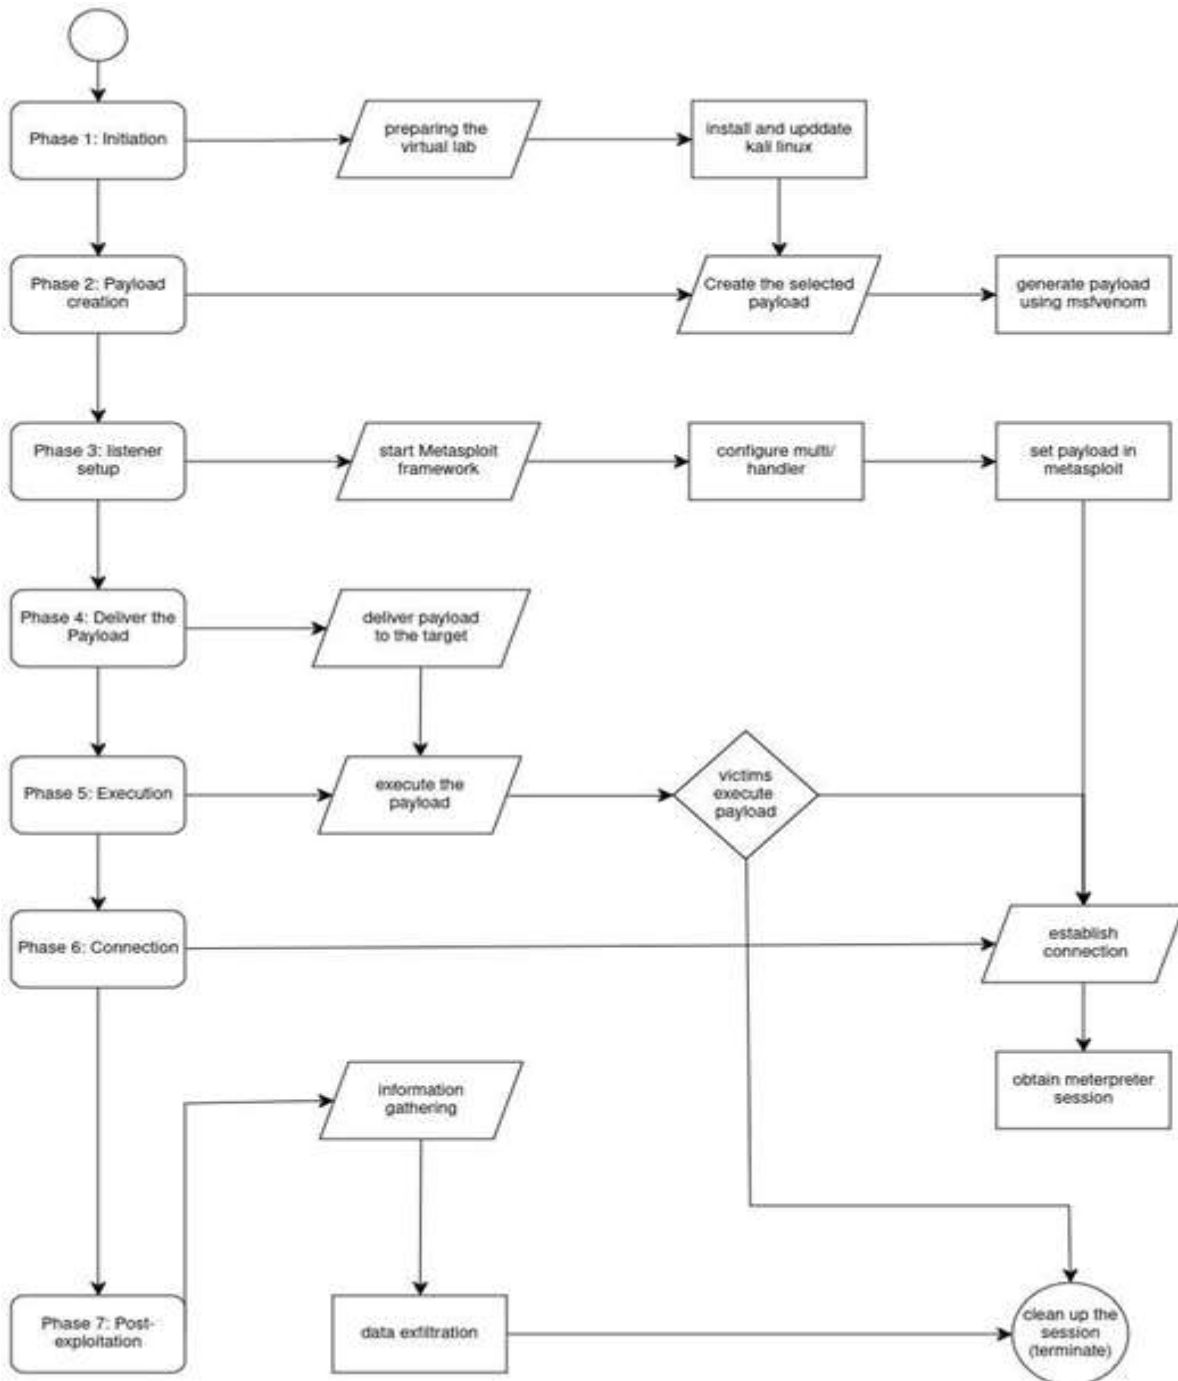 Phase 1: Initiation
preparing the
virtual lab
install and upddate
kali linux
Phase 2: Payload
creation
Create the selected
payload
generate payload
using msfvenom
Phase 3: listener
setup
start Metasploit
framework
configure multi/
handler
set payload in
metasploit
Phase 4: Deliver the
Payload
deliver payload
to the target
Phase 5: Execution
execute the
payload
victims
execute
payload
Phase 6: Connection
establish
connection
obtain meterpreter
session
information
gathering
Phase 7: Post-
exploitation
data exfiltration
clean up the
session
(terminate)